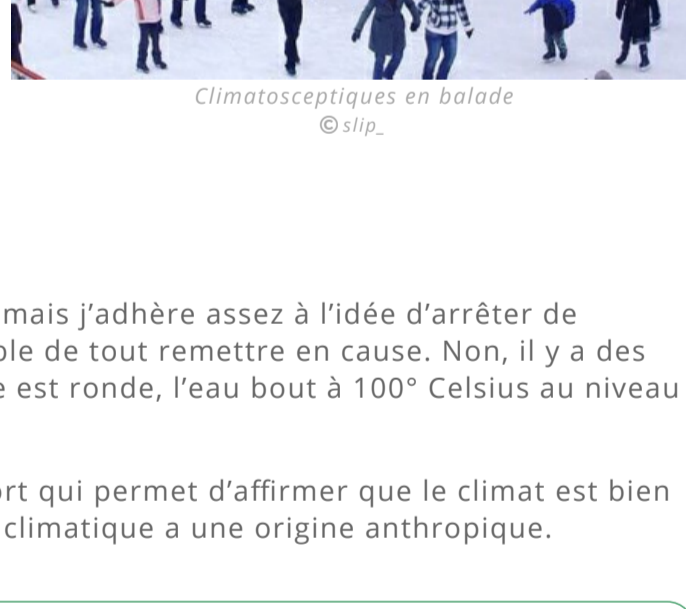 Climatosceptiques en balade
© slip_
mais j’adhère assez à l’idée d’arrêter de
de tout remettre en cause. Non, il y a des
est ronde, l’eau bout à 100° Celsius au niveau
qui permet d’affirmer que le climat est bien
climatique a une origine anthropique.